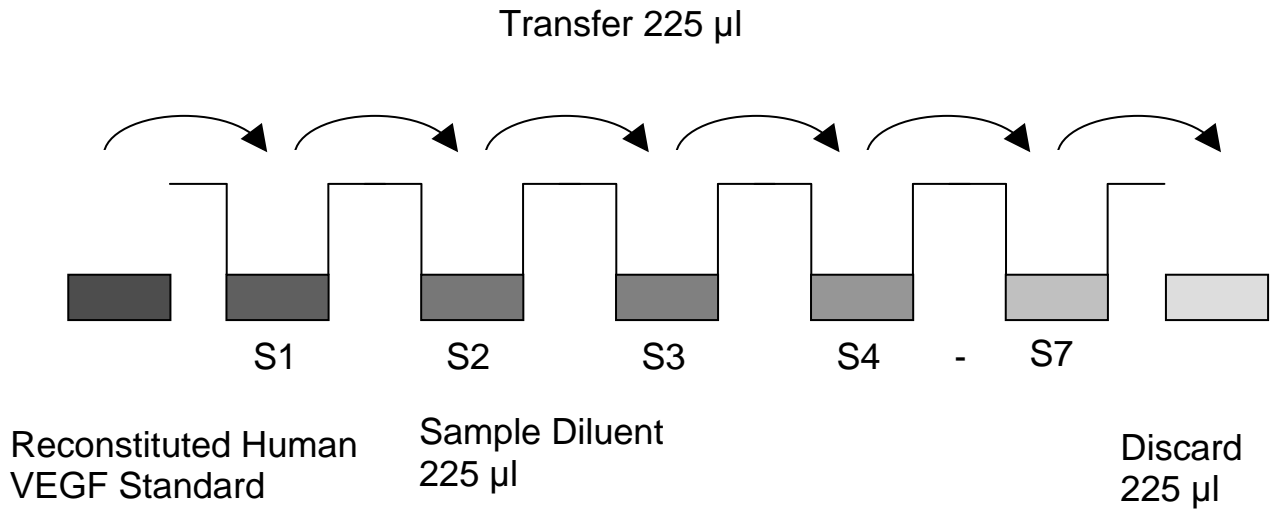 Transfer 225 µl
S1 S2 S3 S4 - S7
Reconstituted Human
VEGF Standard
Sample Diluent
225 µl
Discard
225 µl